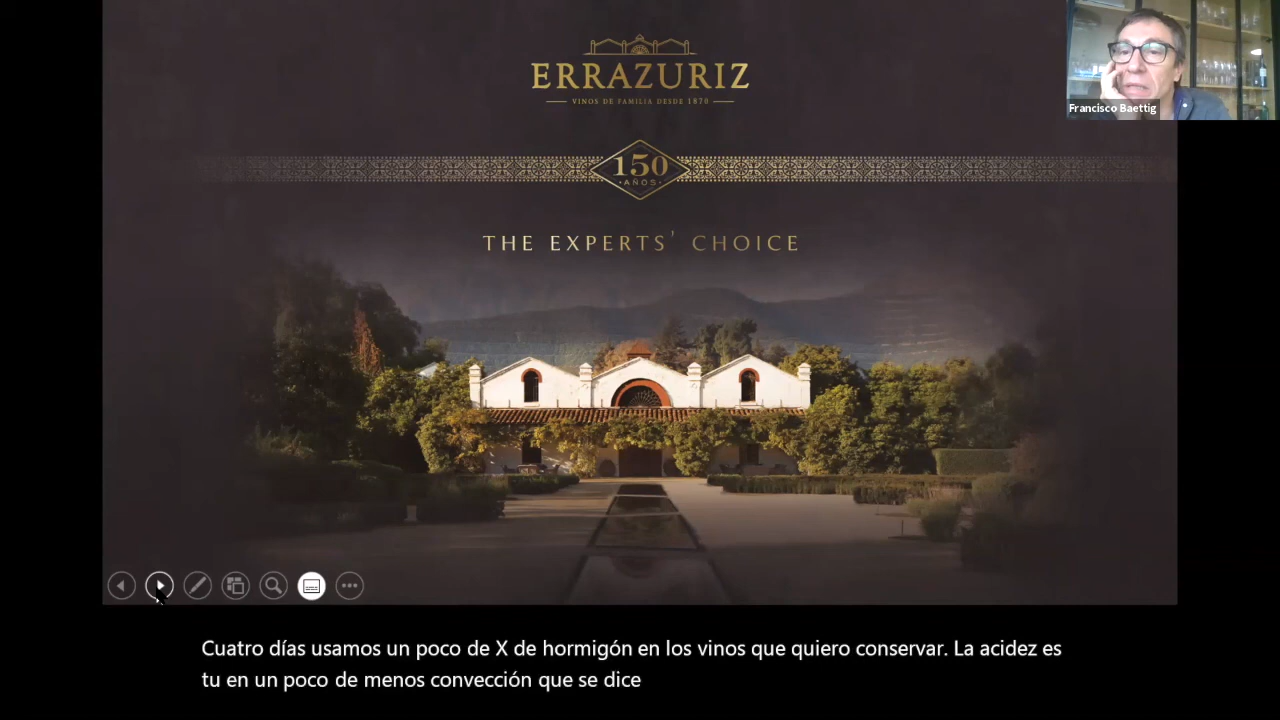 ERRAZURIZ
VINOS DE FAMILIA DESDE 1870
Francisco Baettig
150
AÑOS
THE EXPERTS' CHOICE
Cuatro días usamos un poco de X de hormigón en los vinos que quiero conservar. La acidez es
tu en un poco de menos convección que se dice